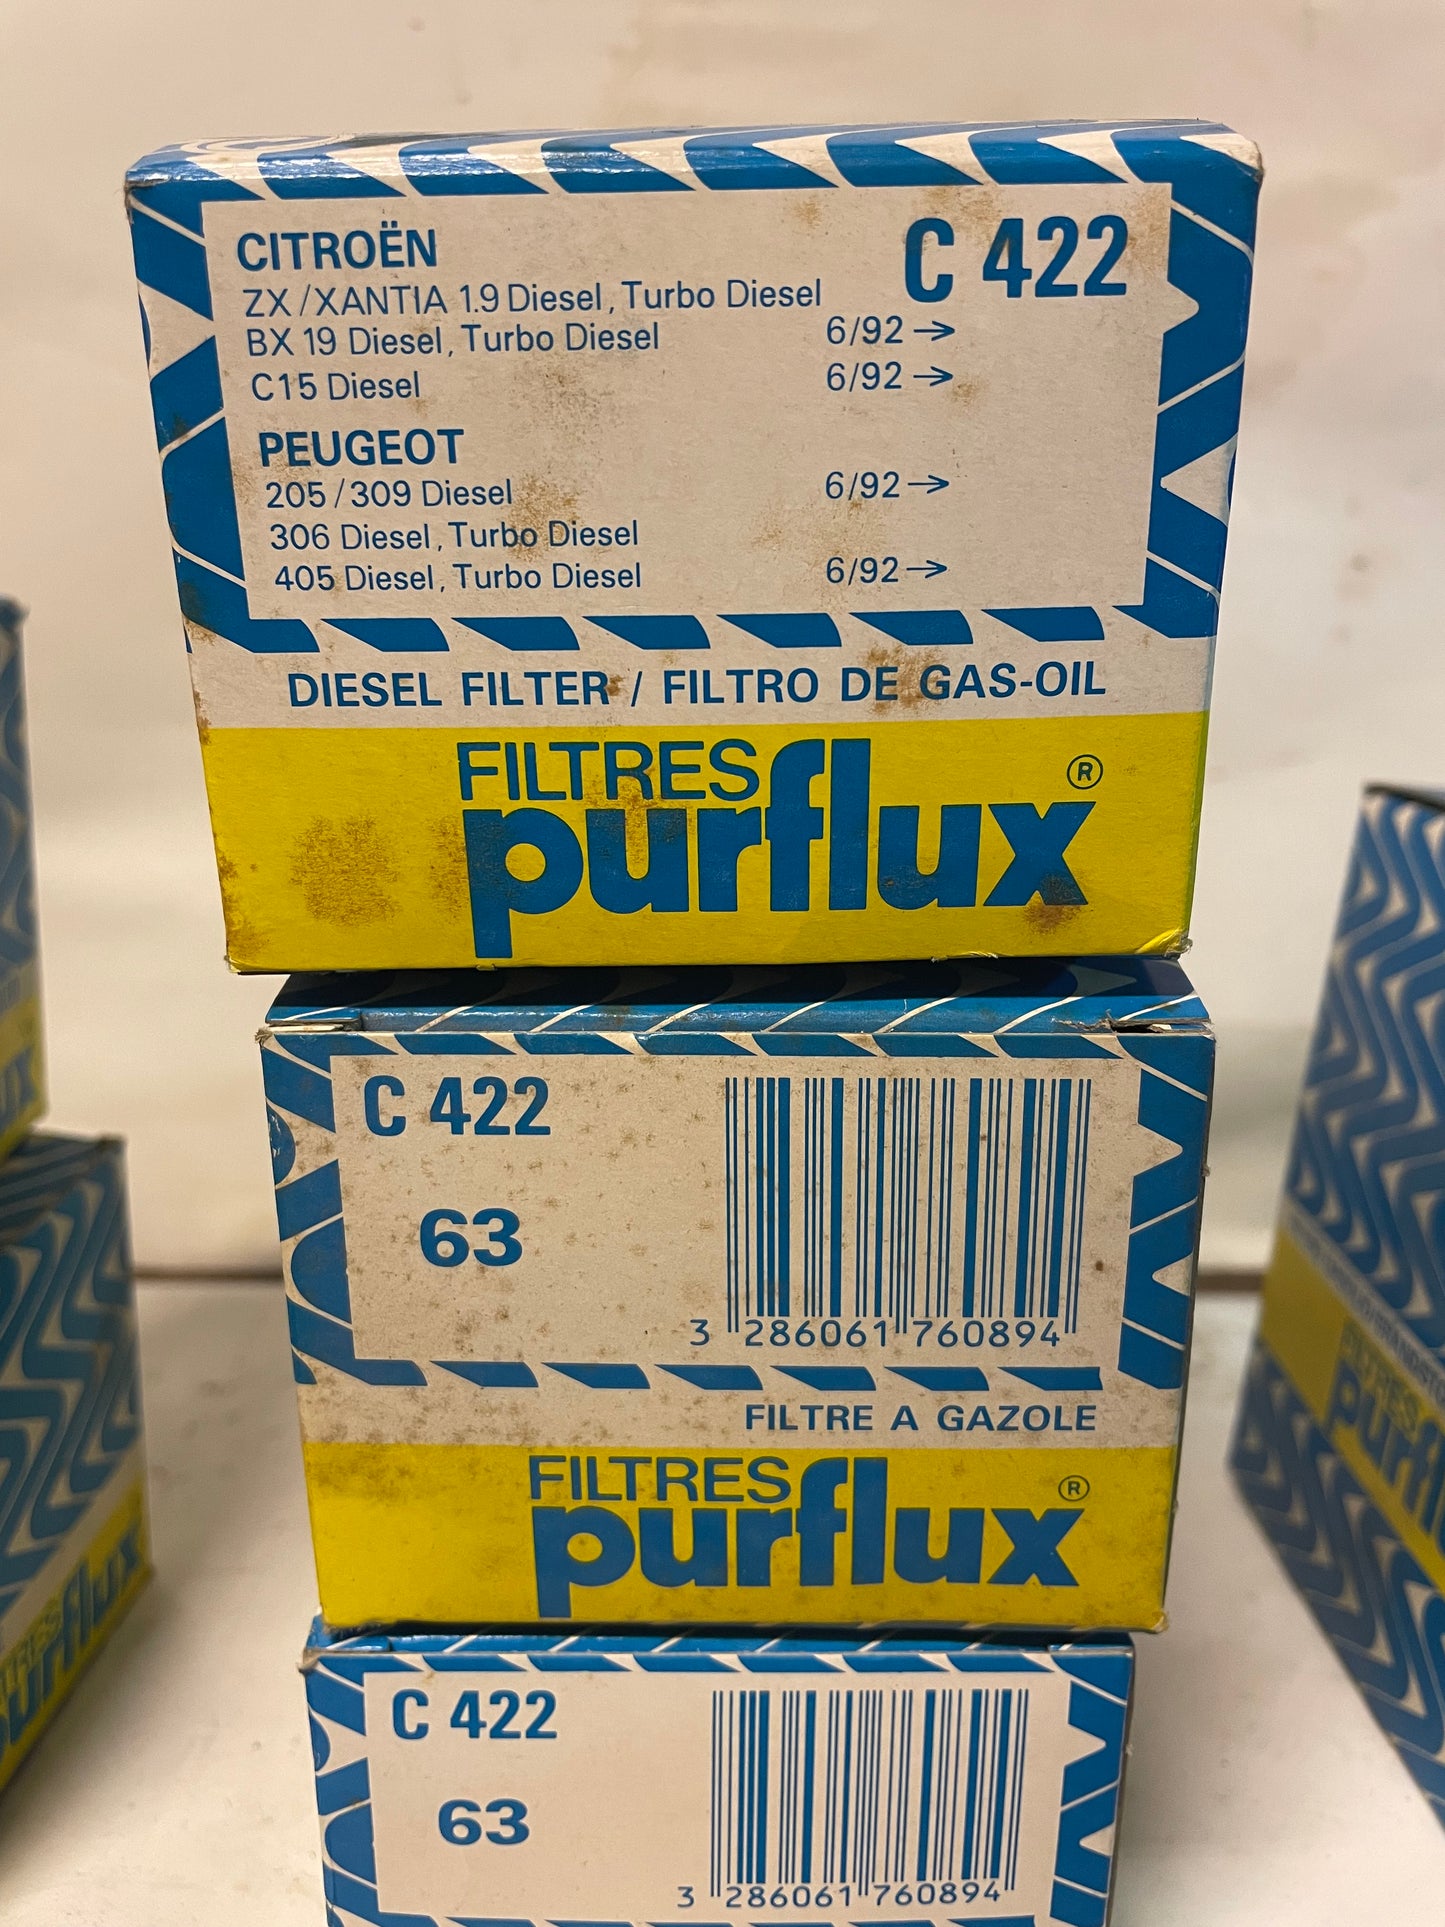 CITROËN
C 422
ZX/XANTIA 1.9 Diesel, Turbo Diesel
BX 19 Diesel, Turbo Diesel 6/92→
C15 Diesel 6/92→
PEUGEOT
205/309 Diesel 6/92→
306 Diesel, Turbo Diesel
405 Diesel, Turbo Diesel 6/92→
DIESEL FILTER / FILTRO DE GAS-OIL
FILTRES
purflux ®
C 422
63
3 286061 760894
FILTRE A GAZOLE
FILTRES
purflux ®
C 422
63
3 286061 760894
purflux
FILTRES